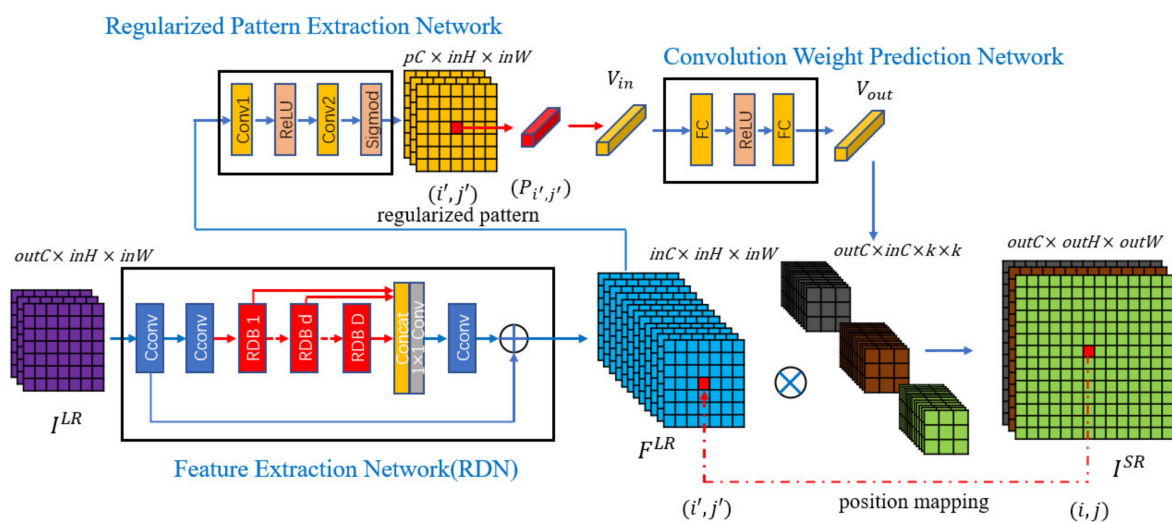 Regularized Pattern Extraction Network
pC × inH × inW
Convolution Weight Prediction Network
V_in
V_out
Conv1
ReLU
Conv2
Sigmod
FC
ReLU
FC
(i′, j′)
(P_i′,j′)
regularized pattern
outC × inH × inW
inC × inH × inW
outC×inC×k×k
outC× outH × outW
Cconv
Cconv
RDB 1
RDB d
RDB D
Concat
1×1 Conv
Cconv
I^LR
F^LR
I^SR
Feature Extraction Network(RDN)
(i′, j′)
position mapping
(i, j)